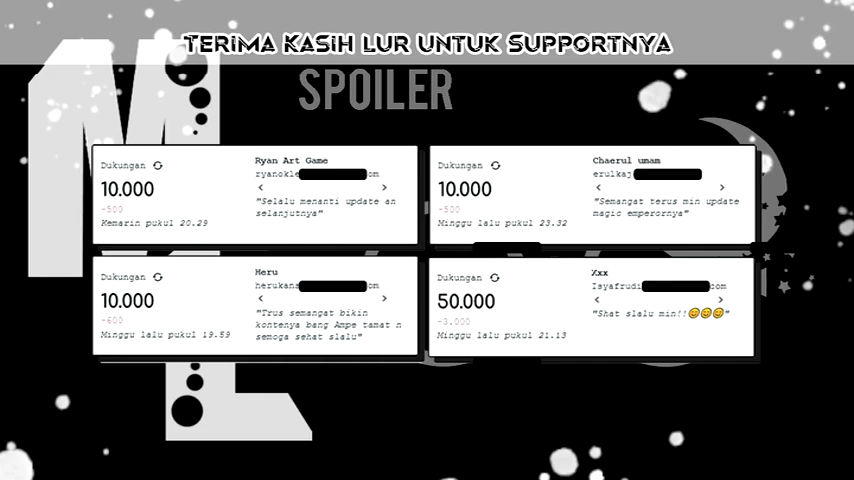 TERIMA KASIH LUR UNTUK SUPPORTNYA
SPOILER
Dukungan
10.000
-500
Kemarin pukul 20.29
Ryan Art Game
ryanokle
om
"Selalu menanti update an
selanjutnya"
Dukungan
10.000
-500
Minggu lalu pukul 23.32
Chaerul umam
erulkaj
com
"Semangat terus min update
magic emperornya"
Dukungan
10.000
-600
Minggu lalu pukul 19.59
Heru
herukans
om
"Trus semangat bikin
kontenya bang Ampe tamat n
semoga sehat slalu"
Dukungan
50.000
-3.000
Minggu lalu pukul 21.13
Xxx
Isyafrudi
com
"Shat slalu min!!😊😊😊"